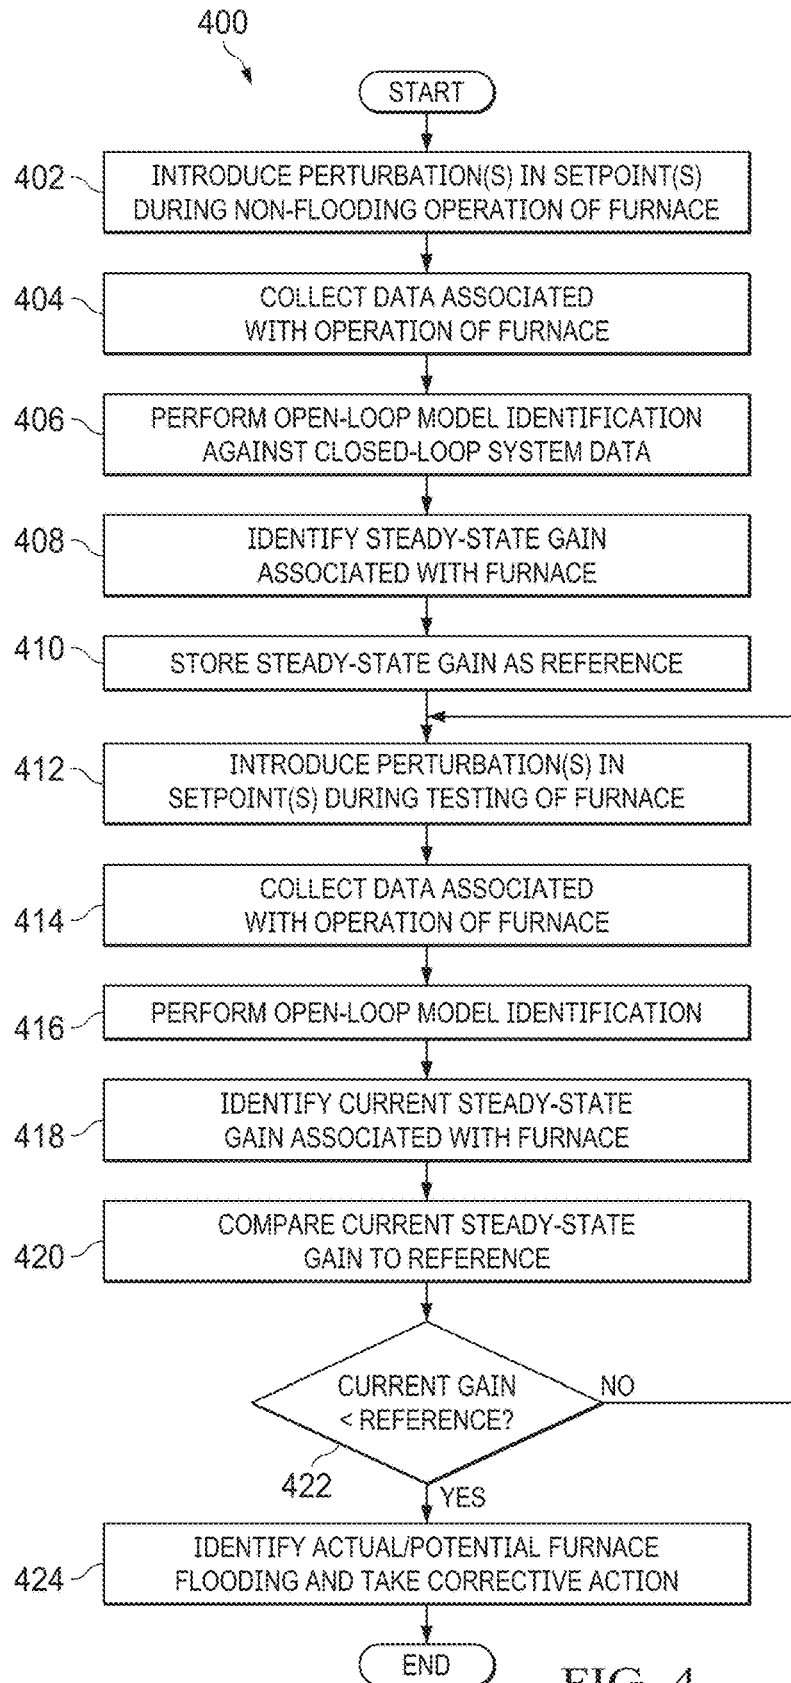 400
START
402
INTRODUCE PERTURBATION(S) IN SETPOINT(S)
DURING NON-FLOODING OPERATION OF FURNACE
404
COLLECT DATA ASSOCIATED
WITH OPERATION OF FURNACE
406
PERFORM OPEN-LOOP MODEL IDENTIFICATION
AGAINST CLOSED-LOOP SYSTEM DATA
408
IDENTIFY STEADY-STATE GAIN
ASSOCIATED WITH FURNACE
410
STORE STEADY-STATE GAIN AS REFERENCE
412
INTRODUCE PERTURBATION(S) IN
SETPOINT(S) DURING TESTING OF FURNACE
414
COLLECT DATA ASSOCIATED
WITH OPERATION OF FURNACE
416
PERFORM OPEN-LOOP MODEL IDENTIFICATION
418
IDENTIFY CURRENT STEADY-STATE
GAIN ASSOCIATED WITH FURNACE
420
COMPARE CURRENT STEADY-STATE
GAIN TO REFERENCE
CURRENT GAIN
< REFERENCE?
NO
422
YES
424
IDENTIFY ACTUAL/POTENTIAL FURNACE
FLOODING AND TAKE CORRECTIVE ACTION
END
FIG. 4